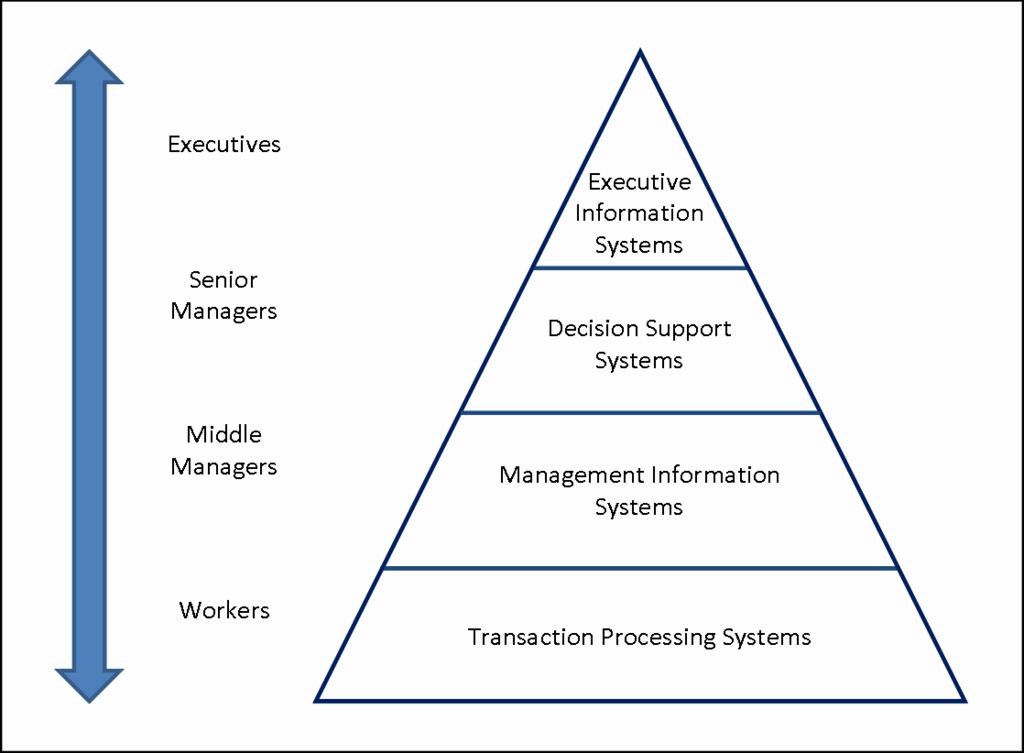 Executives
Senior
Managers
Middle
Managers
Workers
Executive
Information
Systems
Decision Support
Systems
Management Information
Systems
Transaction Processing Systems